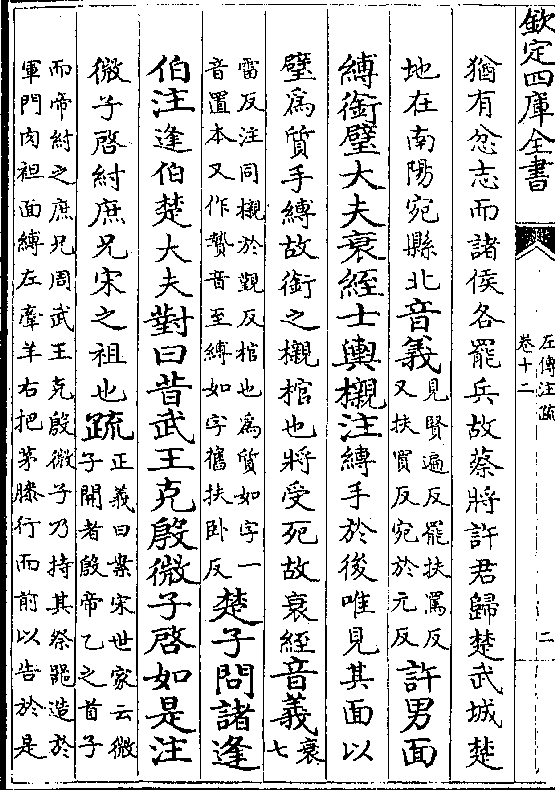 欽定四庫全書
左傳注疏
卷十二
二
猶有忿志而諸侯各罷兵故蔡將許君歸楚武城楚
地在南陽宛縣北音義
見賢遍反罷扶罵反
又扶買反宛於元反
許男面
縛銜璧大夫衰絰士輿櫬注縛手於後唯見其面以
璧為質手縛故銜之櫬棺也將受死故衰絰音義
衰
七
雷反注同櫬於覲反棺也為質如字一
音置本又作贄音至縛如字舊扶卧反
楚子問諸逢
伯注逢伯楚大夫對曰昔武王克殷微子啓如是注
微子啓紂庶兄宋之祖也疏
正義曰案宋世家云微
子開者殷帝乙之首子
而帝紂之庶兄周武王克殷微子乃持其祭器造於
軍門肉袒面縛左牽羊右把茅膝行而前以告於是